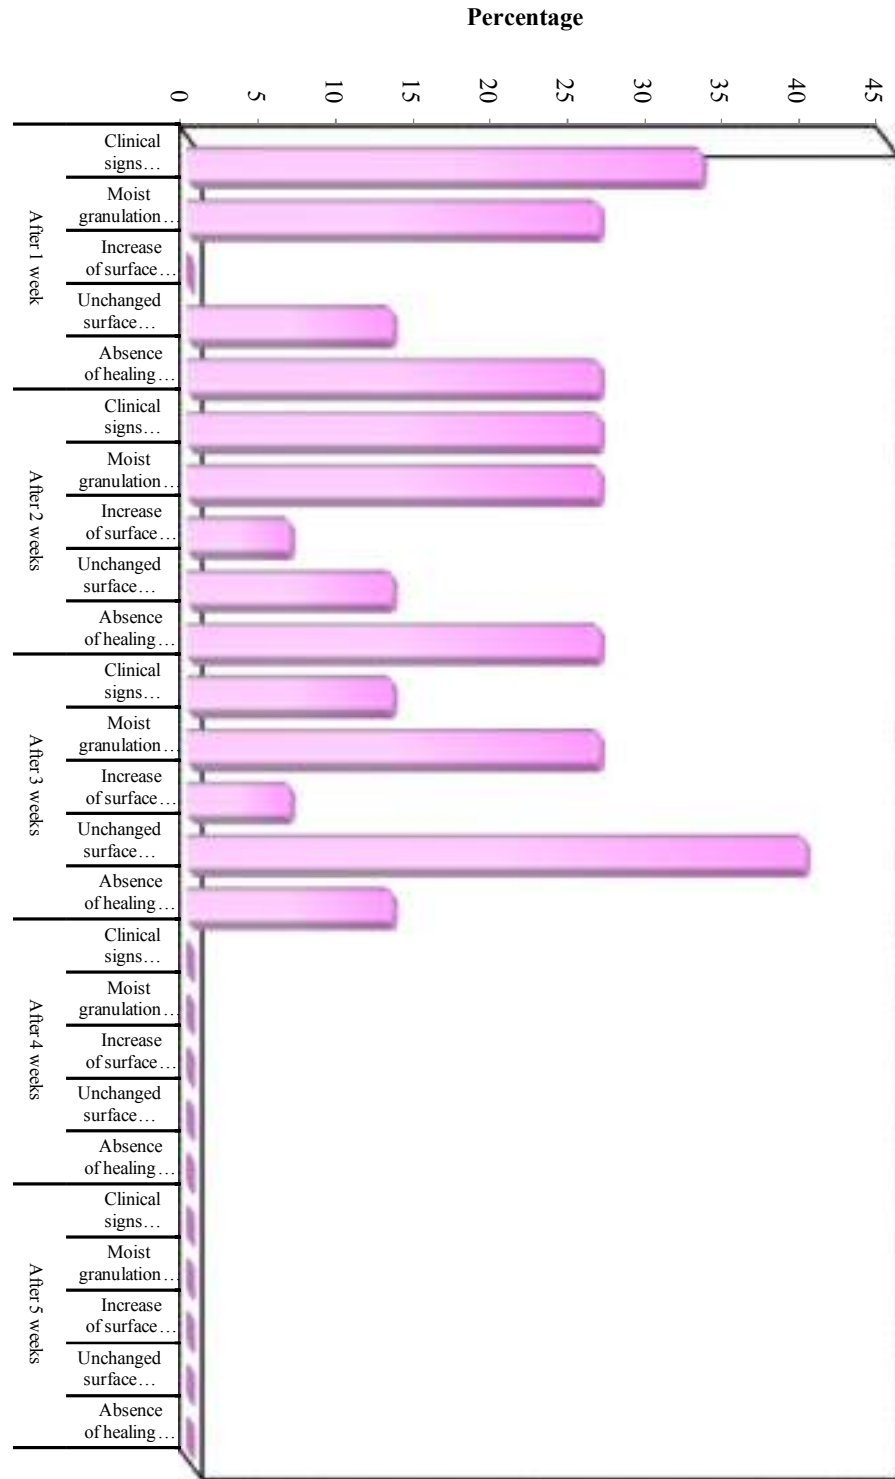 Percentage
0
5
10
15
20
25
30
35
40
45
After 1 week
Clinical
signs…
Moist
granulation…
Increase
of surface…
Unchanged
surface…
Absence
of healing…
After 2 weeks
Clinical
signs…
Moist
granulation…
Increase
of surface…
Unchanged
surface…
Absence
of healing…
After 3 weeks
Clinical
signs…
Moist
granulation…
Increase
of surface…
Unchanged
surface…
Absence
of healing…
After 4 weeks
Clinical
signs…
Moist
granulation…
Increase
of surface…
Unchanged
surface…
Absence
of healing…
After 5 weeks
Clinical
signs…
Moist
granulation…
Increase
of surface…
Unchanged
surface…
Absence
of healing…